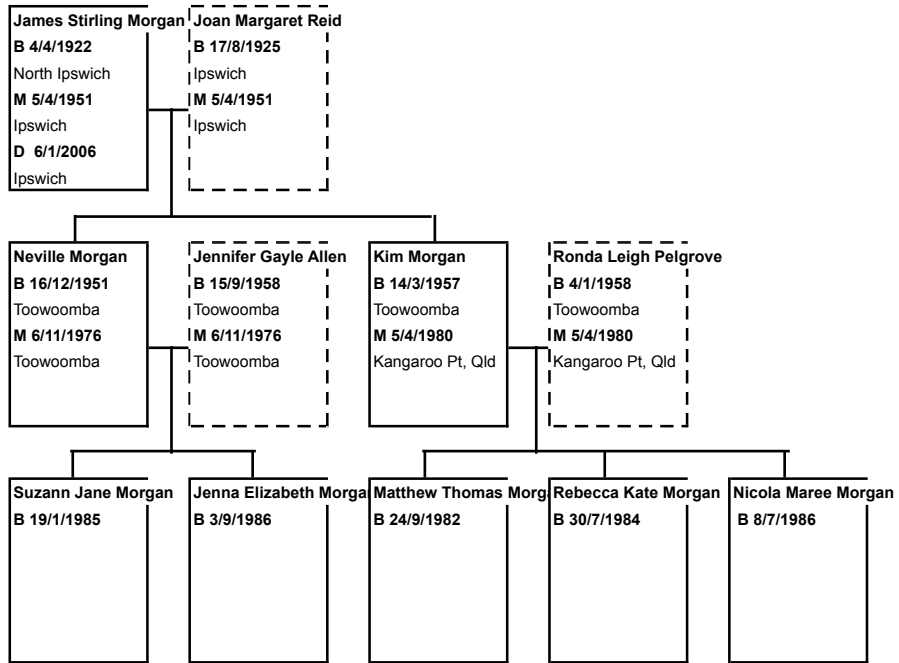 James Stirling Morgan
B 4/4/1922
North Ipswich
M 5/4/1951
Ipswich
D 6/1/2006
Ipswich
Joan Margaret Reid
B 17/8/1925
Ipswich
M 5/4/1951
Ipswich
Neville Morgan
B 16/12/1951
Toowoomba
M 6/11/1976
Toowoomba
Jennifer Gayle Allen
B 15/9/1958
Toowoomba
M 6/11/1976
Toowoomba
Kim Morgan
B 14/3/1957
Toowoomba
M 5/4/1980
Kangaroo Pt, Qld
Ronda Leigh Pelgrove
B 4/1/1958
Toowoomba
M 5/4/1980
Kangaroo Pt, Qld
Suzann Jane Morgan
B 19/1/1985
Jenna Elizabeth Morgan
B 3/9/1986
Matthew Thomas Morga
B 24/9/1982
Rebecca Kate Morgan
B 30/7/1984
Nicola Maree Morgan
B 8/7/1986